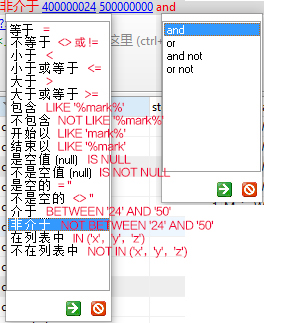 非介于 400000024 500000000 and
这里 (ctrl+
等于 =
不等于 <> 或 !=
小于 <
小于或等于 <=
大于 >
大于或等于 >=
包含 LIKE '%mark%'
不包含 NOT LIKE '%mark%'
开始以 LIKE 'mark%'
结束以 LIKE '%mark'
是空值 (null) IS NULL
不是空值 (null) IS NOT NULL
是空的 = ''
不是空的 <> ''
介于 BETWEEN '24' AND '50'
非介于 NOT BETWEEN '24' AND '50'
在列表中 IN ('x', 'y', 'z')
不在列表中 NOT IN ('x', 'y', 'z')
and
or
and not
or not
st